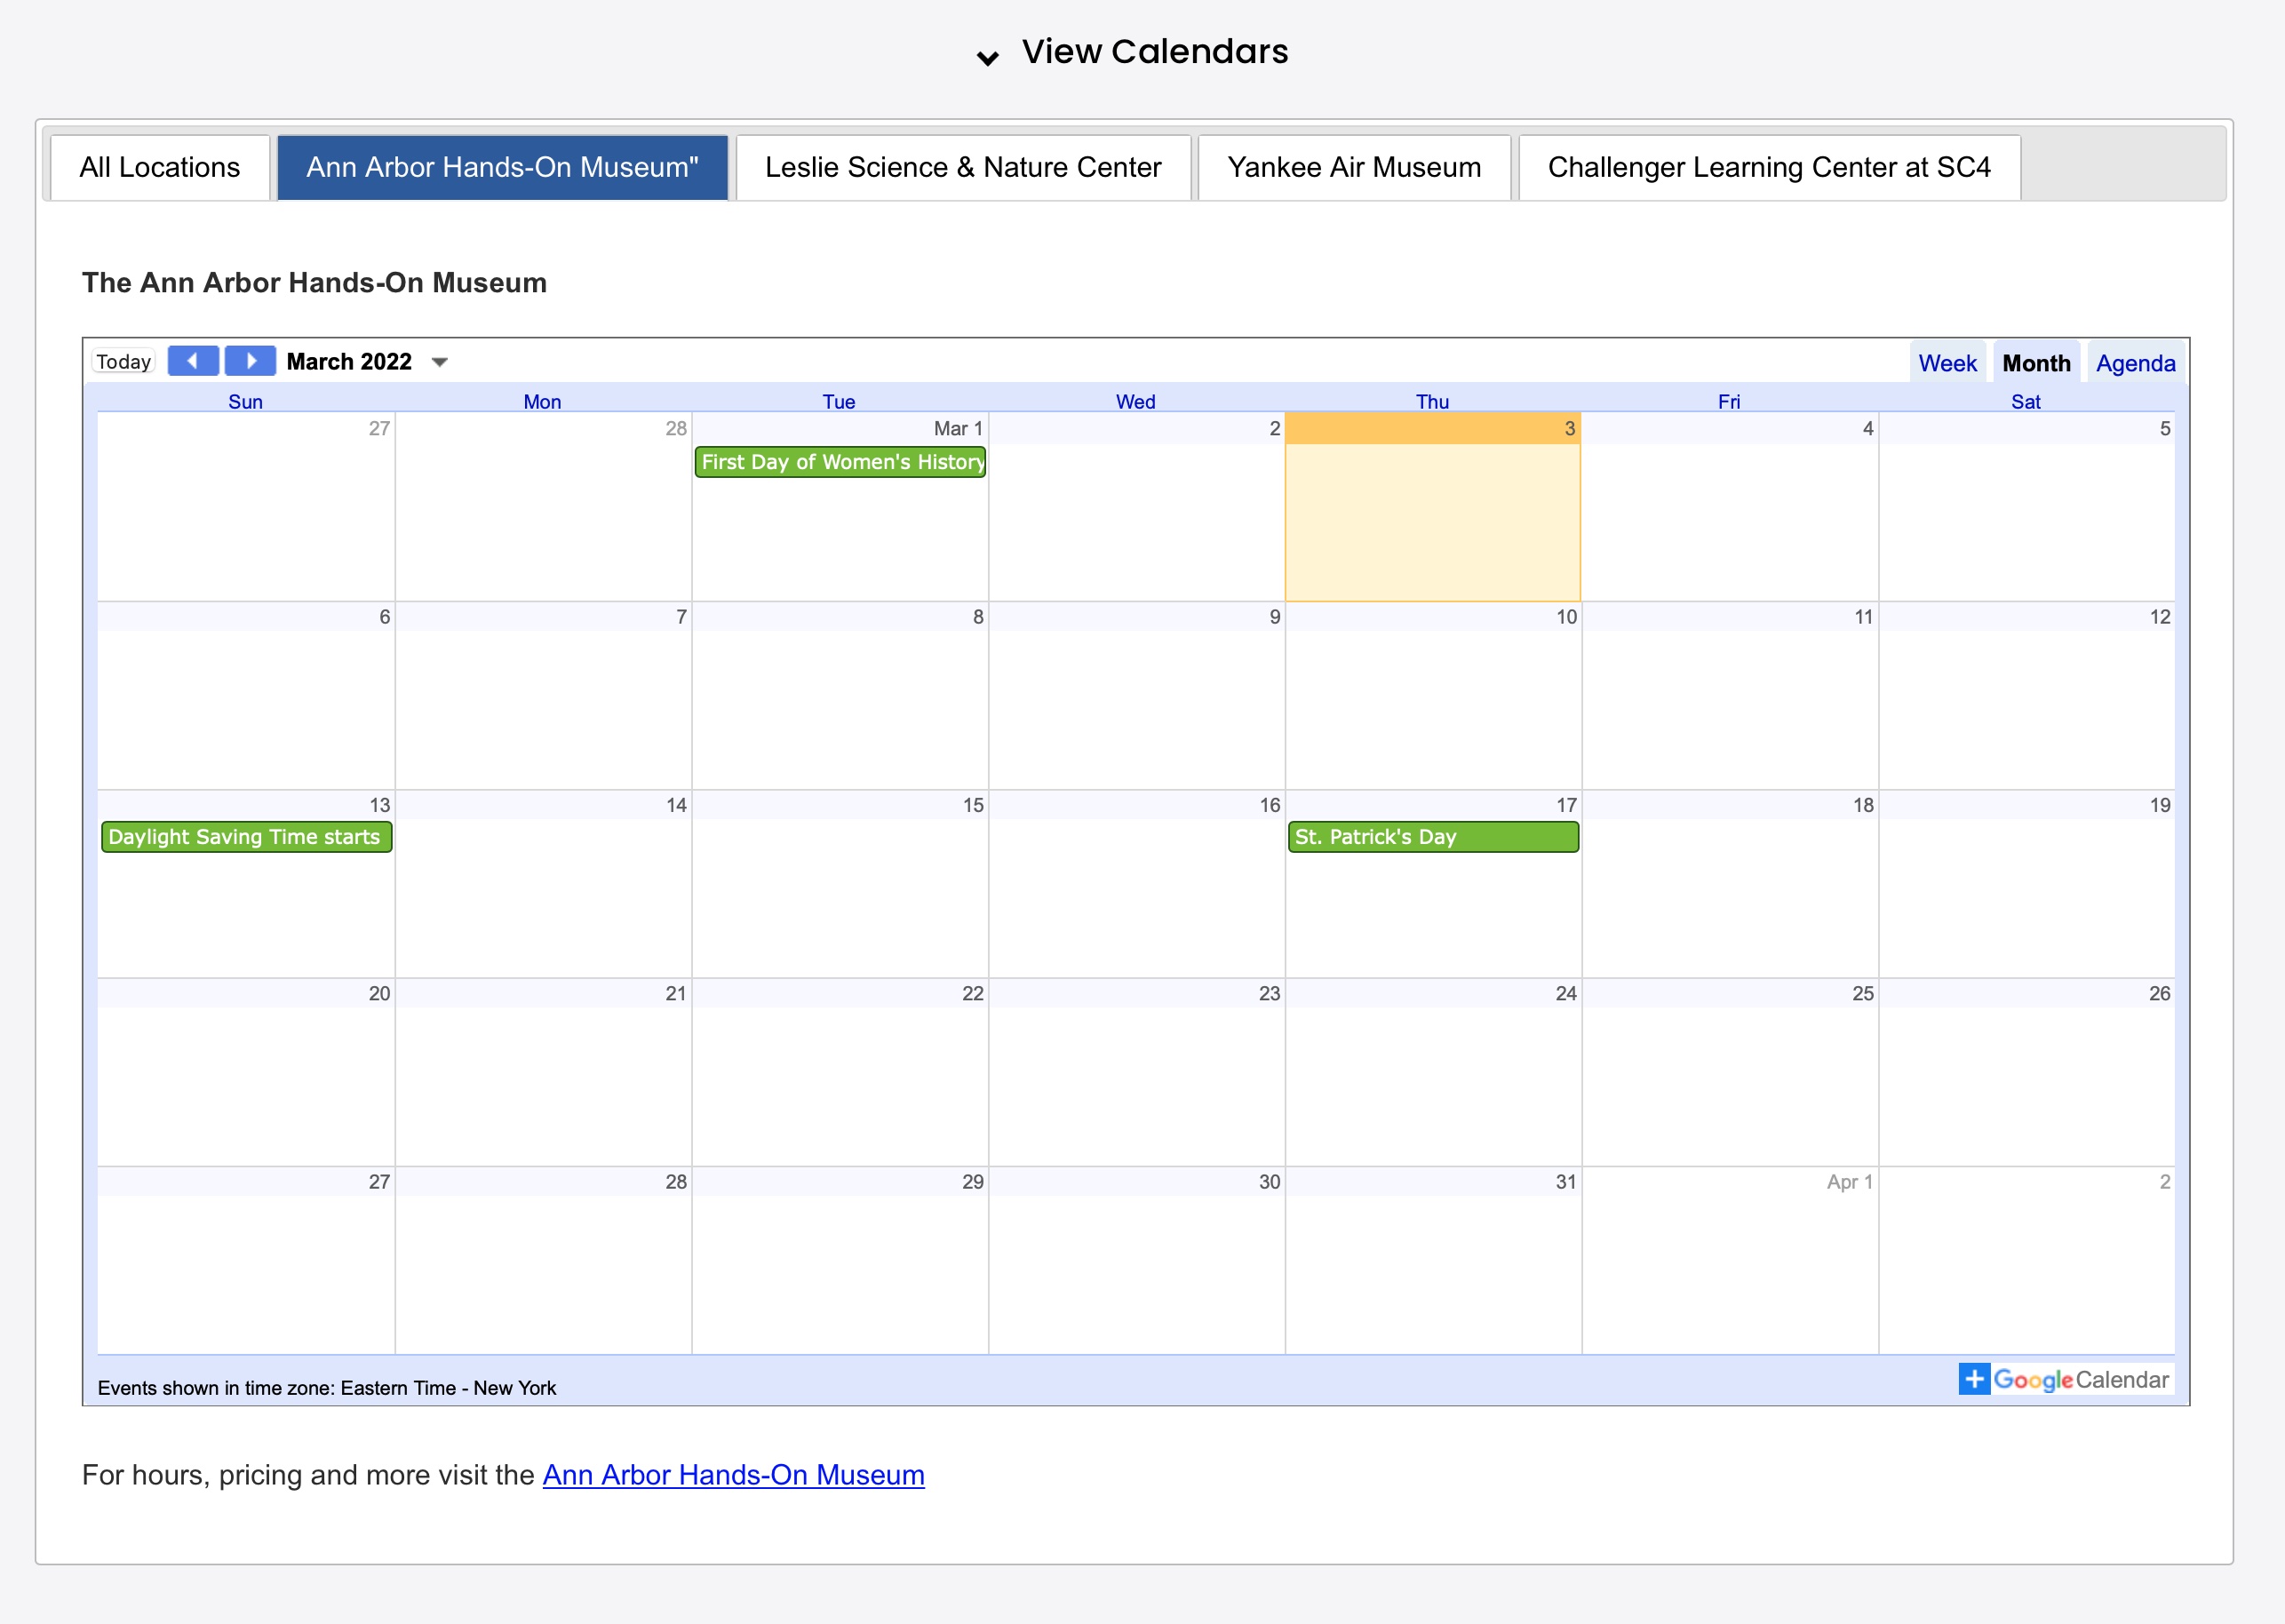 View Calendars
All Locations Ann Arbor Hands-On Museum" Leslie Science & Nature Center Yankee Air Museum Challenger Learning Center at SC4
The Ann Arbor Hands-On Museum
Today March 2022 Week Month Agenda
Sun Mon Tue Wed Thu Fri Sat
27 28 Mar 1 2 3 4 5
First Day of Women's History
6 7 8 9 10 11 12
13 14 15 16 17 18 19
Daylight Saving Time starts St. Patrick's Day
20 21 22 23 24 25 26
27 28 29 30 31 Apr 1 2
Events shown in time zone: Eastern Time - New York + Google Calendar
For hours, pricing and more visit the Ann Arbor Hands-On Museum